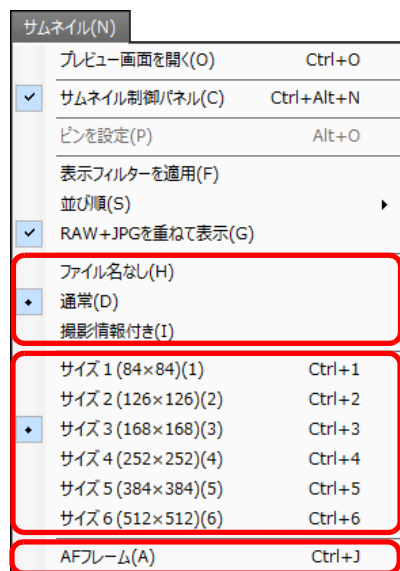 サムネイル(N)
プレビュー画面を開く(O) Ctrl+O
サムネイル制御パネル(C) Ctrl+Alt+N
ピンを設定(P) Alt+O
表示フィルターを適用(F)
並び順(S)
RAW+JPGを重ねて表示(G)
ファイル名なし(H)
通常(D)
撮影情報付き(I)
サイズ1(84×84)(1) Ctrl+1
サイズ2(126×126)(2) Ctrl+2
サイズ3(168×168)(3) Ctrl+3
サイズ4(252×252)(4) Ctrl+4
サイズ5(384×384)(5) Ctrl+5
サイズ6(512×512)(6) Ctrl+6
AFフレーム(A) Ctrl+J